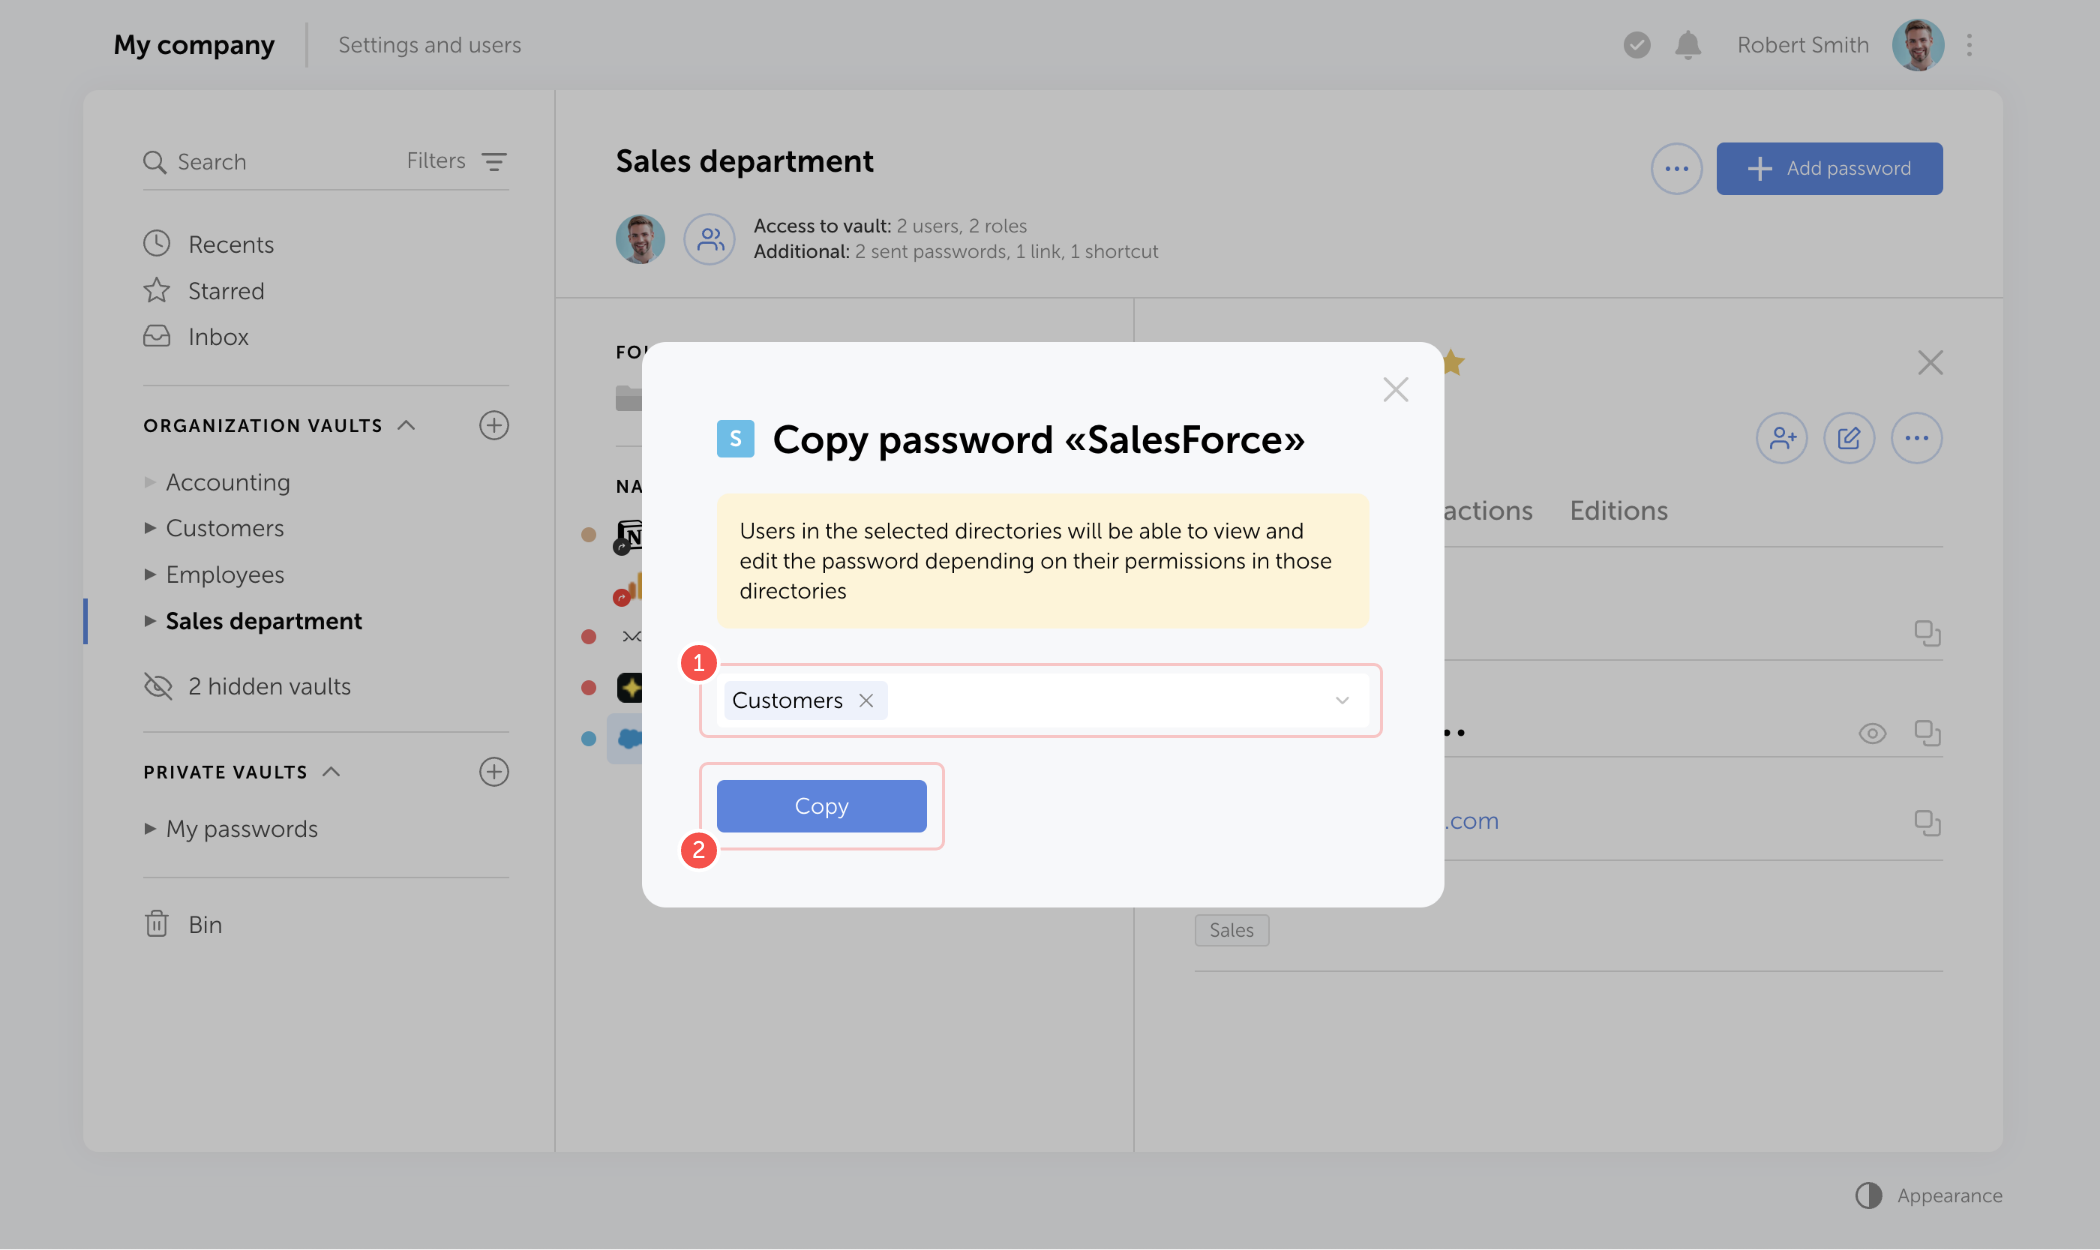 My company
Settings and users
Robert Smith
Search
Filters
Recents
Starred
Inbox
ORGANIZATION VAULTS
Accounting
Customers
Employees
Sales department
2 hidden vaults
PRIVATE VAULTS
My passwords
Bin
Sales department
Access to vault: 2 users, 2 roles
Additional: 2 sent passwords, 1 link, 1 shortcut
Add password
S
Copy password «SalesForce»
Users in the selected directories will be able to view and
edit the password depending on their permissions in those
directories
1
Customers
Copy
2
Editions
.com
Sales
Appearance